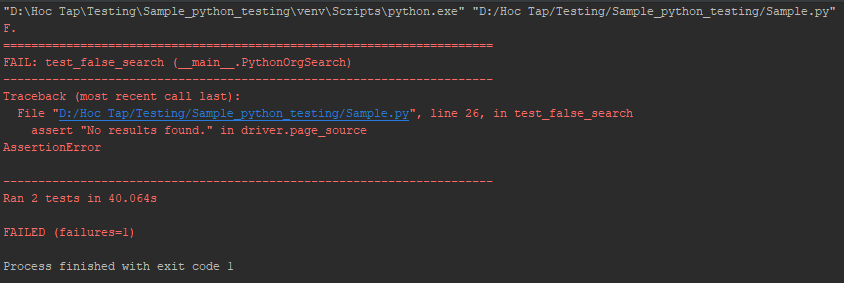 "D:\Hoc Tap\Testing\Sample_python_testing\venv\Scripts\python.exe" "D:/Hoc Tap/Testing/Sample_python_testing/Sample.py"
F.
======================================================================
FAIL: test_false_search (__main__.PythonOrgSearch)
----------------------------------------------------------------------
Traceback (most recent call last):
  File "D:/Hoc Tap/Testing/Sample_python_testing/Sample.py", line 26, in test_false_search
    assert "No results found." in driver.page_source
AssertionError
----------------------------------------------------------------------
Ran 2 tests in 40.064s
FAILED (failures=1)
Process finished with exit code 1